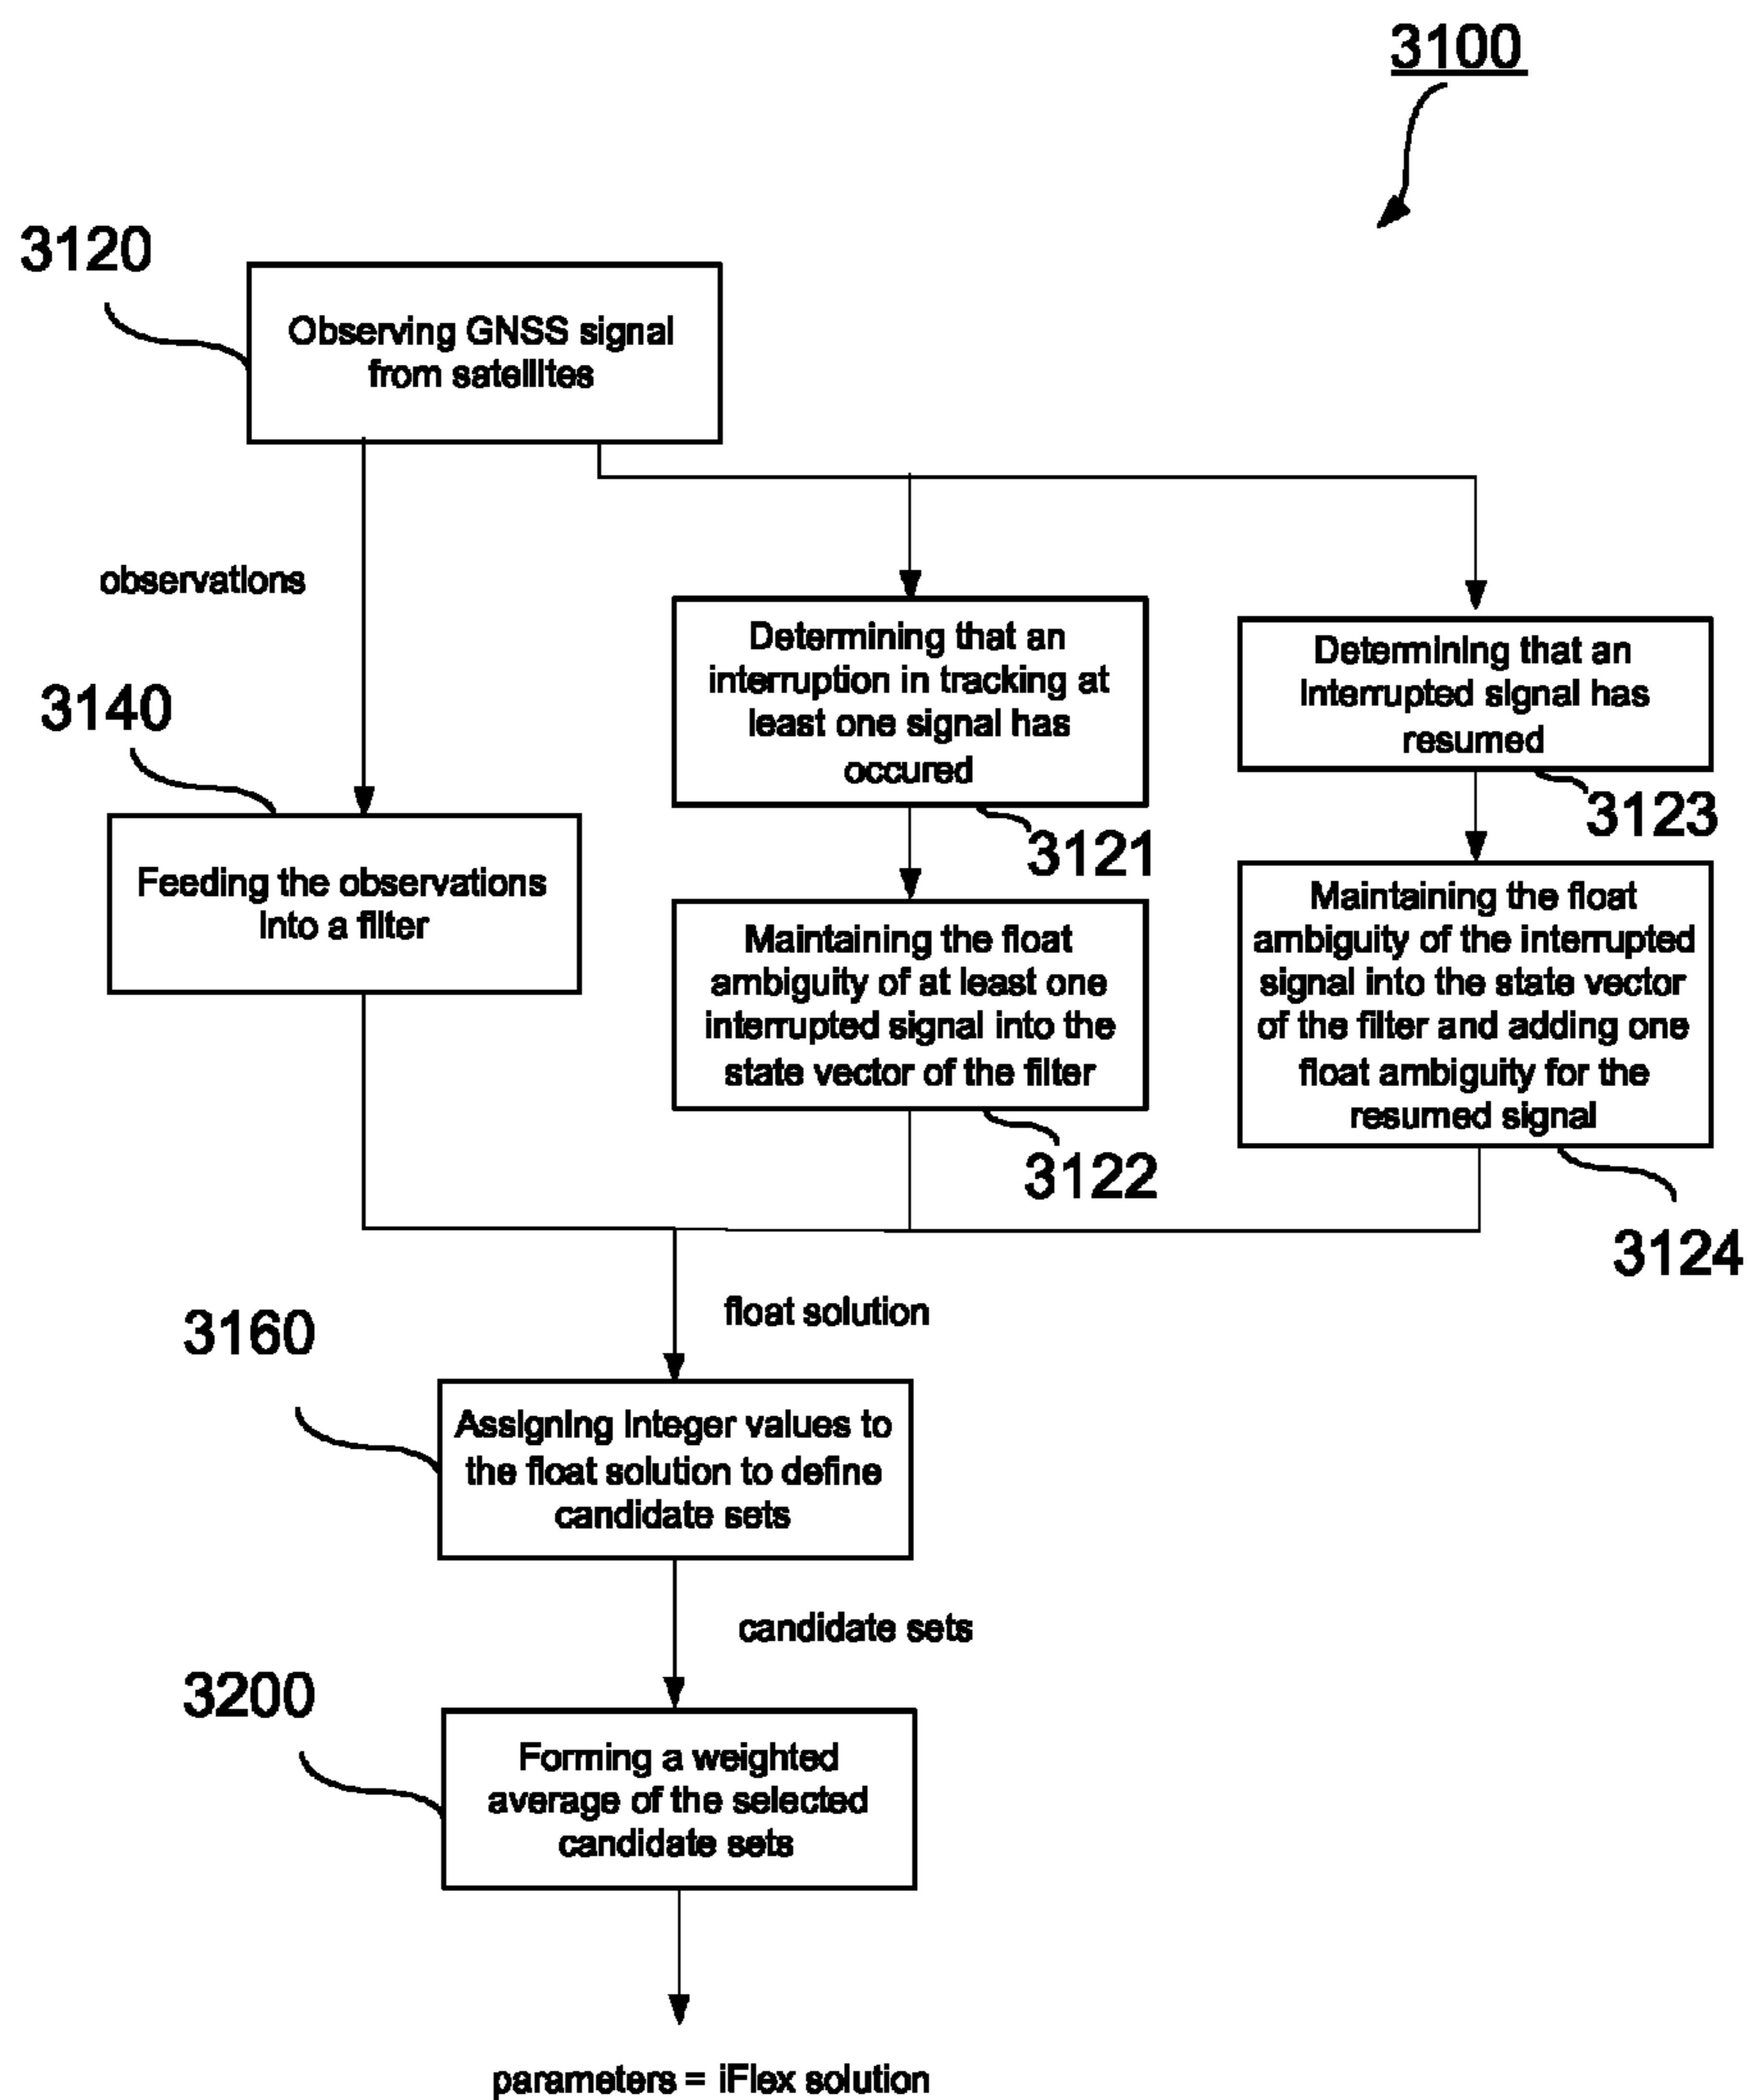 3100
3120
Observing GNSS signal
from satellites
observations
Determining that an
interruption in tracking at
least one signal has
occured
Determining that an
interrupted signal has
resumed
3140
3121
3123
Feeding the observations
into a filter
Maintaining the float
ambiguity of at least one
interrupted signal into the
state vector of the filter
Maintaining the float
ambiguity of the interrupted
signal into the state vector
of the filter and adding one
float ambiguity for the
resumed signal
3122
3124
float solution
3160
Assigning integer values to
the float solution to define
candidate sets
candidate sets
3200
Forming a weighted
average of the selected
candidate sets
parameters = iFlex solution